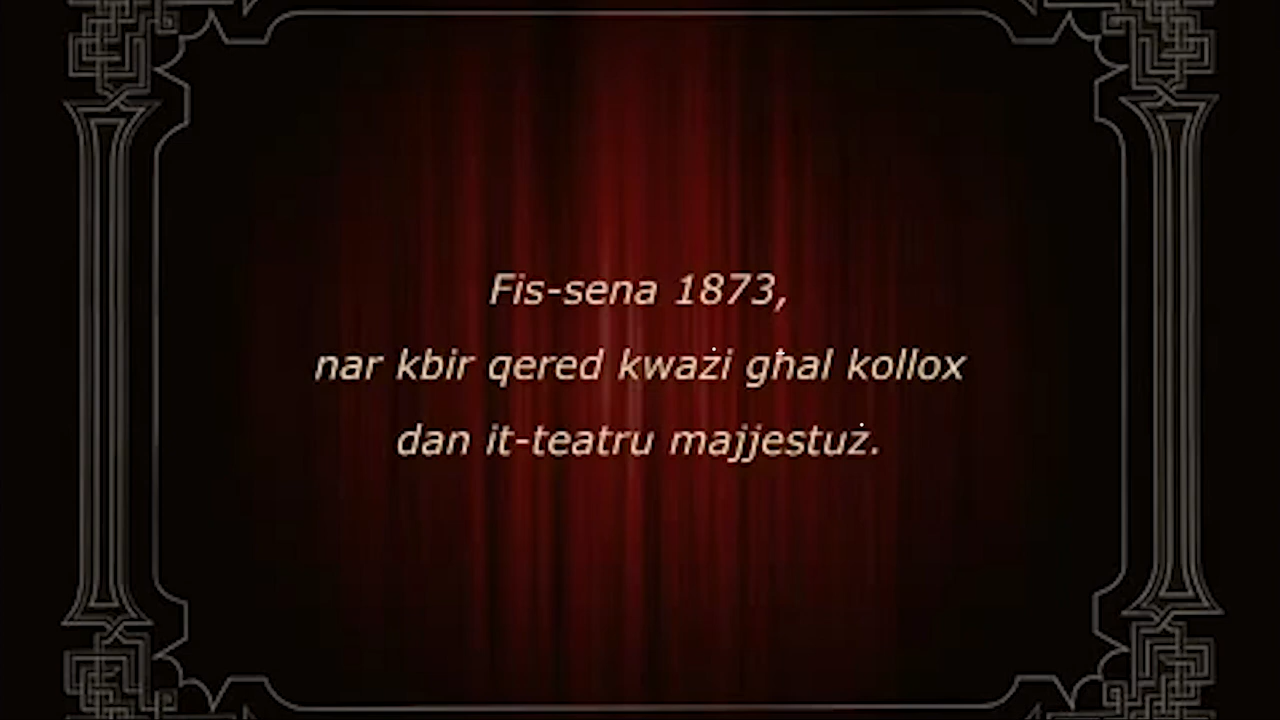 Fis-sena 1873,
nar kbir qered kważi għal kollox
dan it-teatru majjestuż.